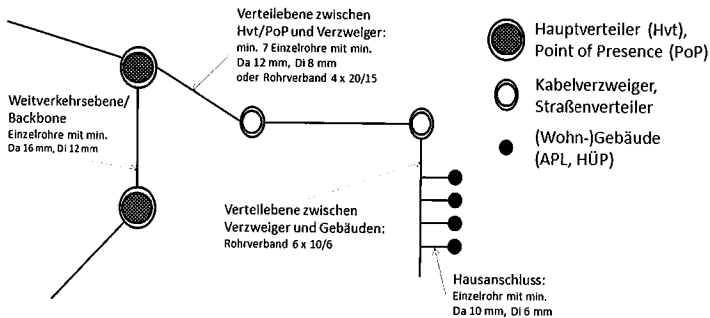 Verteilebene zwischen
Hvt/PoP und Verzweiger:
min. 7 Einzelrohre mit min.
Da 12 mm, Di 8 mm
oder Rohrverband 4 x 20/15
Weitverkehrsebene/
Backbone
Einzelrohre mit min.
Da 16 mm, Di 12 mm
Verteilebene zwischen
Verzweiger und Gebäuden:
Rohrverband 6 x 10/6
Hausanschluss:
Einzelrohr mit min.
Da 10 mm, Di 6 mm
Hauptverteiler (Hvt),
Point of Presence (PoP)
Kabelverzweiger,
Straßenverteiler
(Wohn-)Gebäude
(APL, HÜP)